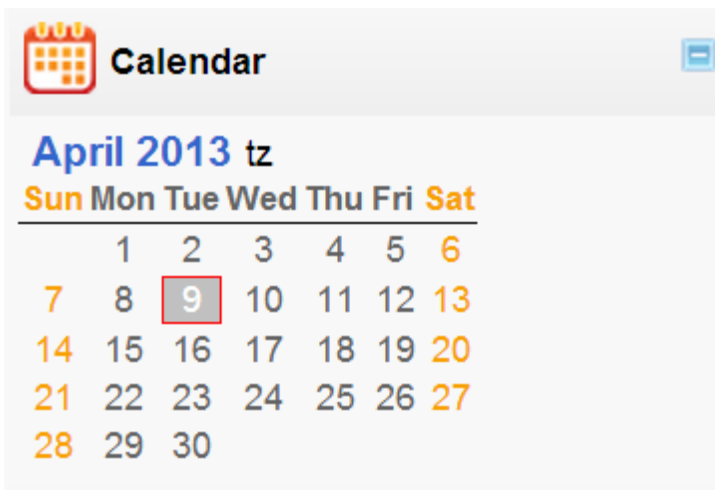 Calendar
April 2013 tz
Sun Mon Tue Wed Thu Fri Sat
1 2 3 4 5 6
7 8 9 10 11 12 13
14 15 16 17 18 19 20
21 22 23 24 25 26 27
28 29 30